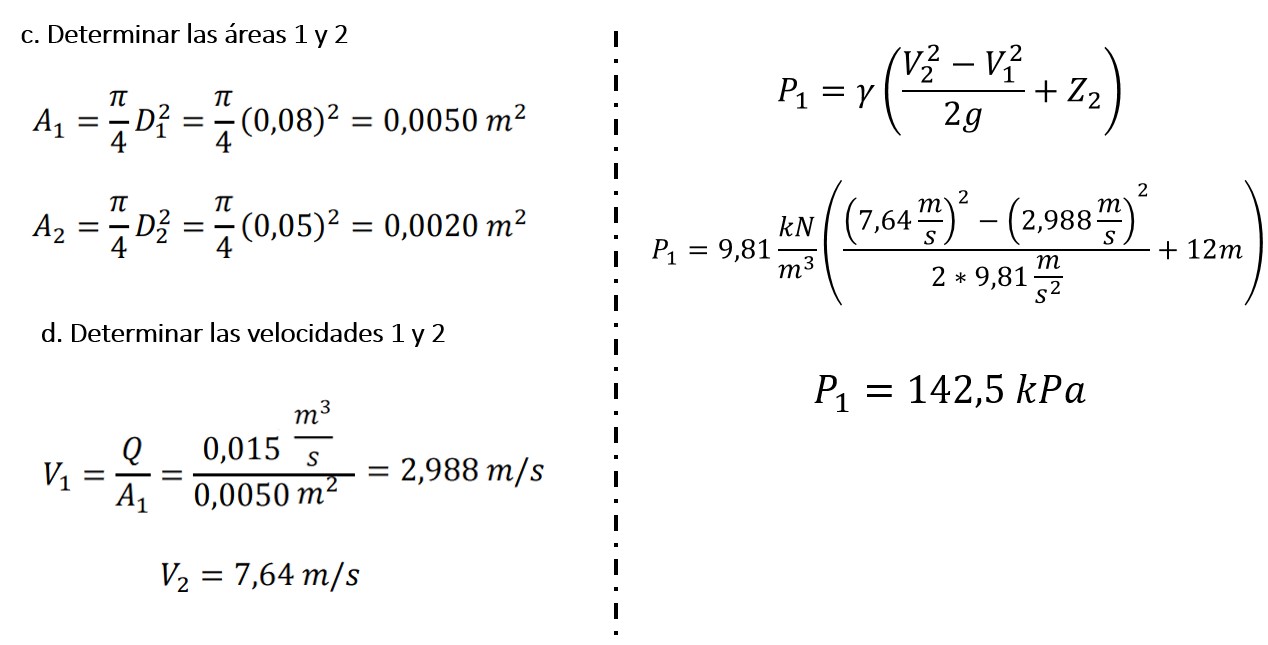 c. Determinar las áreas 1 y 2
A₁ = π/4 D₁² = π/4 (0,08)² = 0,0050 m²
A₂ = π/4 D₂² = π/4 (0,05)² = 0,0020 m²
d. Determinar las velocidades 1 y 2
V₁ = Q/A₁ = (0,015 m³/s)/(0,0050 m²) = 2,988 m/s
V₂ = 7,64 m/s
P₁ = γ((V₂² − V₁²)/(2g) + Z₂)
P₁ = 9,81 kN/m³ (((7,64 m/s)² − (2,988 m/s)²)/(2 ∗ 9,81 m/s²) + 12m)
P₁ = 142,5 kPa